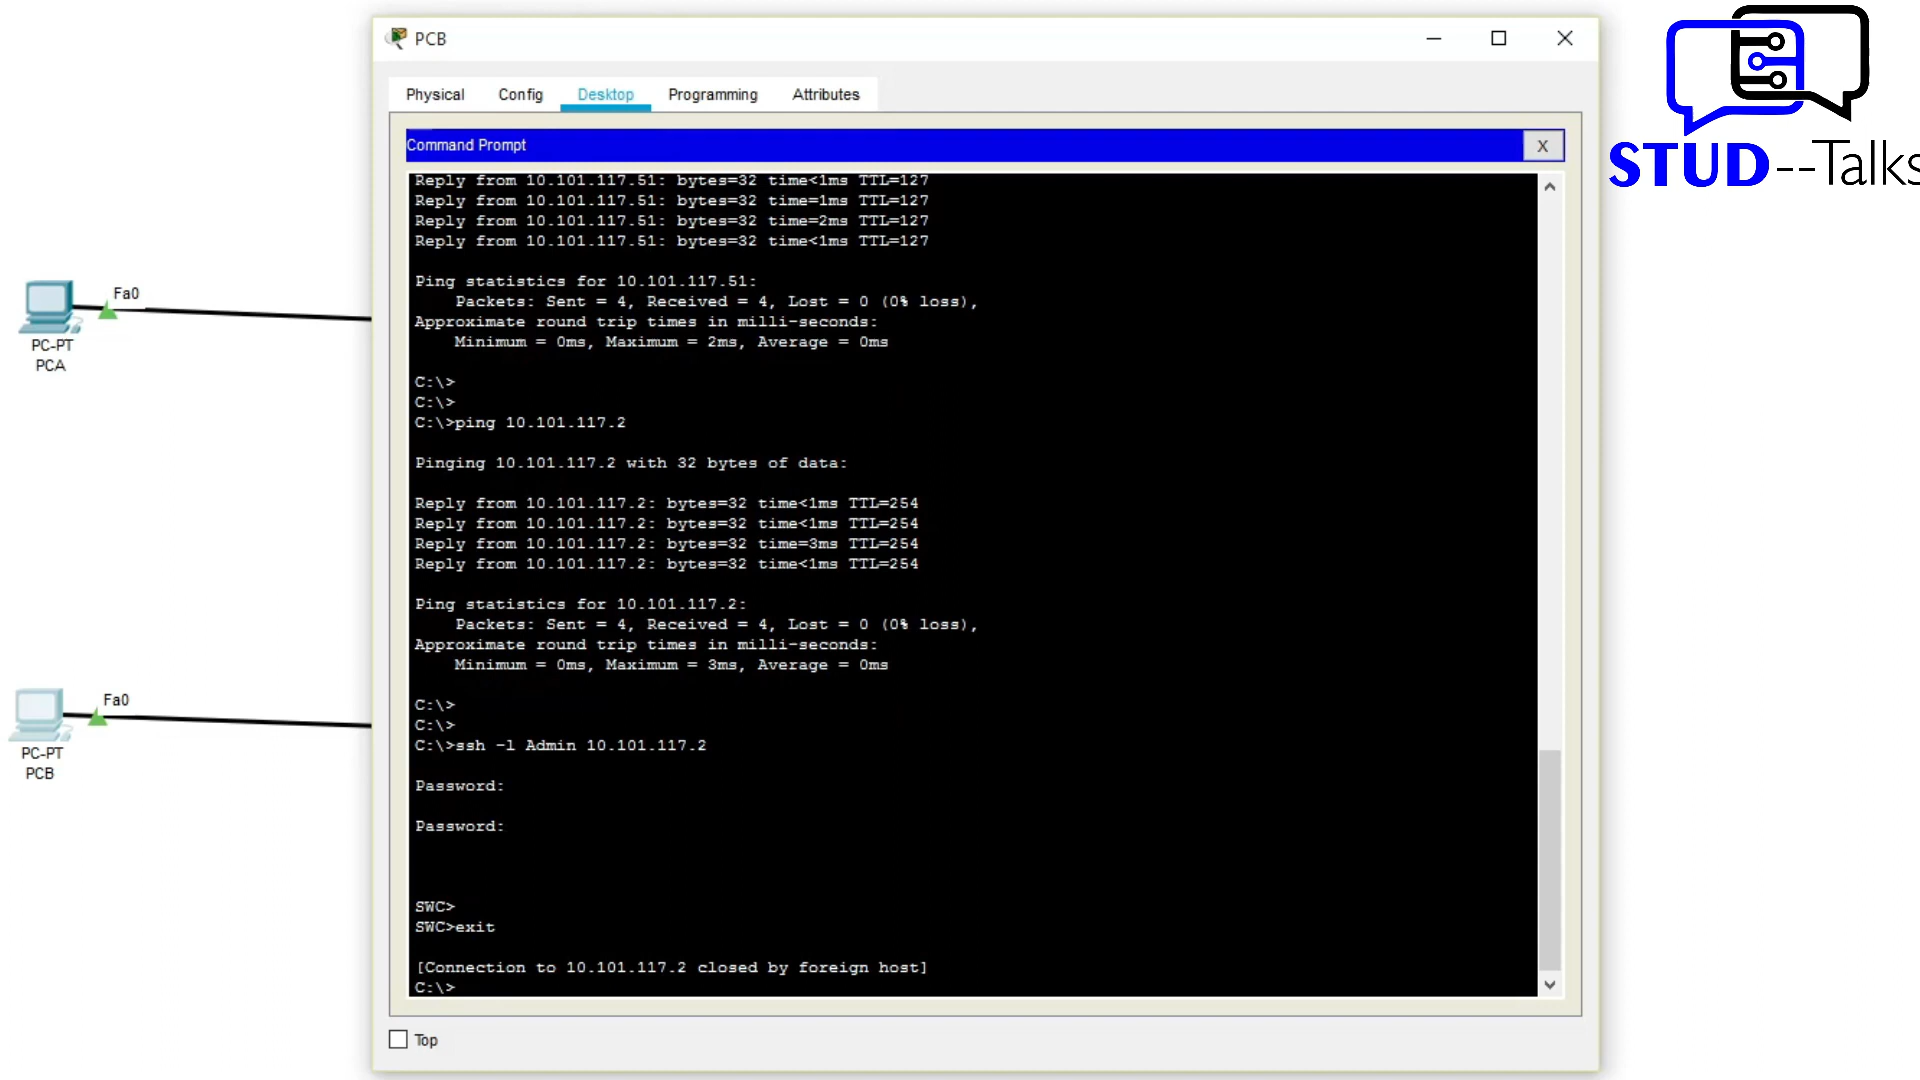 PCB
Physical
Config
Desktop
Programming
Attributes
Command Prompt
X
Reply from 10.101.117.51: bytes=32 time<1ms TTL=127
Reply from 10.101.117.51: bytes=32 time=1ms TTL=127
Reply from 10.101.117.51: bytes=32 time=2ms TTL=127
Reply from 10.101.117.51: bytes=32 time<1ms TTL=127
Ping statistics for 10.101.117.51:
Packets: Sent = 4, Received = 4, Lost = 0 (0% loss),
Approximate round trip times in milli-seconds:
Minimum = 0ms, Maximum = 2ms, Average = 0ms
C:\>
C:\>
C:\>ping 10.101.117.2
Pinging 10.101.117.2 with 32 bytes of data:
Reply from 10.101.117.2: bytes=32 time<1ms TTL=254
Reply from 10.101.117.2: bytes=32 time<1ms TTL=254
Reply from 10.101.117.2: bytes=32 time=3ms TTL=254
Reply from 10.101.117.2: bytes=32 time<1ms TTL=254
Ping statistics for 10.101.117.2:
Packets: Sent = 4, Received = 4, Lost = 0 (0% loss),
Approximate round trip times in milli-seconds:
Minimum = 0ms, Maximum = 3ms, Average = 0ms
C:\>
C:\>
C:\>ssh -l Admin 10.101.117.2
Password:
Password:
SWC>
SWC>exit
[Connection to 10.101.117.2 closed by foreign host]
C:\>
Top
Fa0
PC-PT
PCA
Fa0
PC-PT
PCB
STUD--Talks